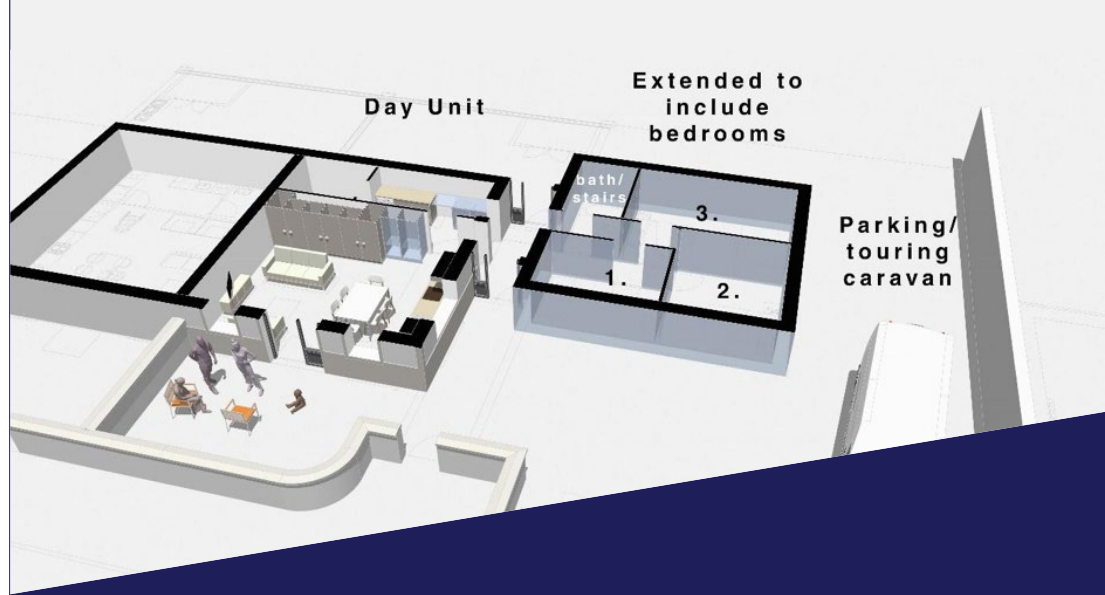 Day Unit
Extended to
include
bedrooms
bath/
stairs
3.
1.
2.
Parking/
touring
caravan